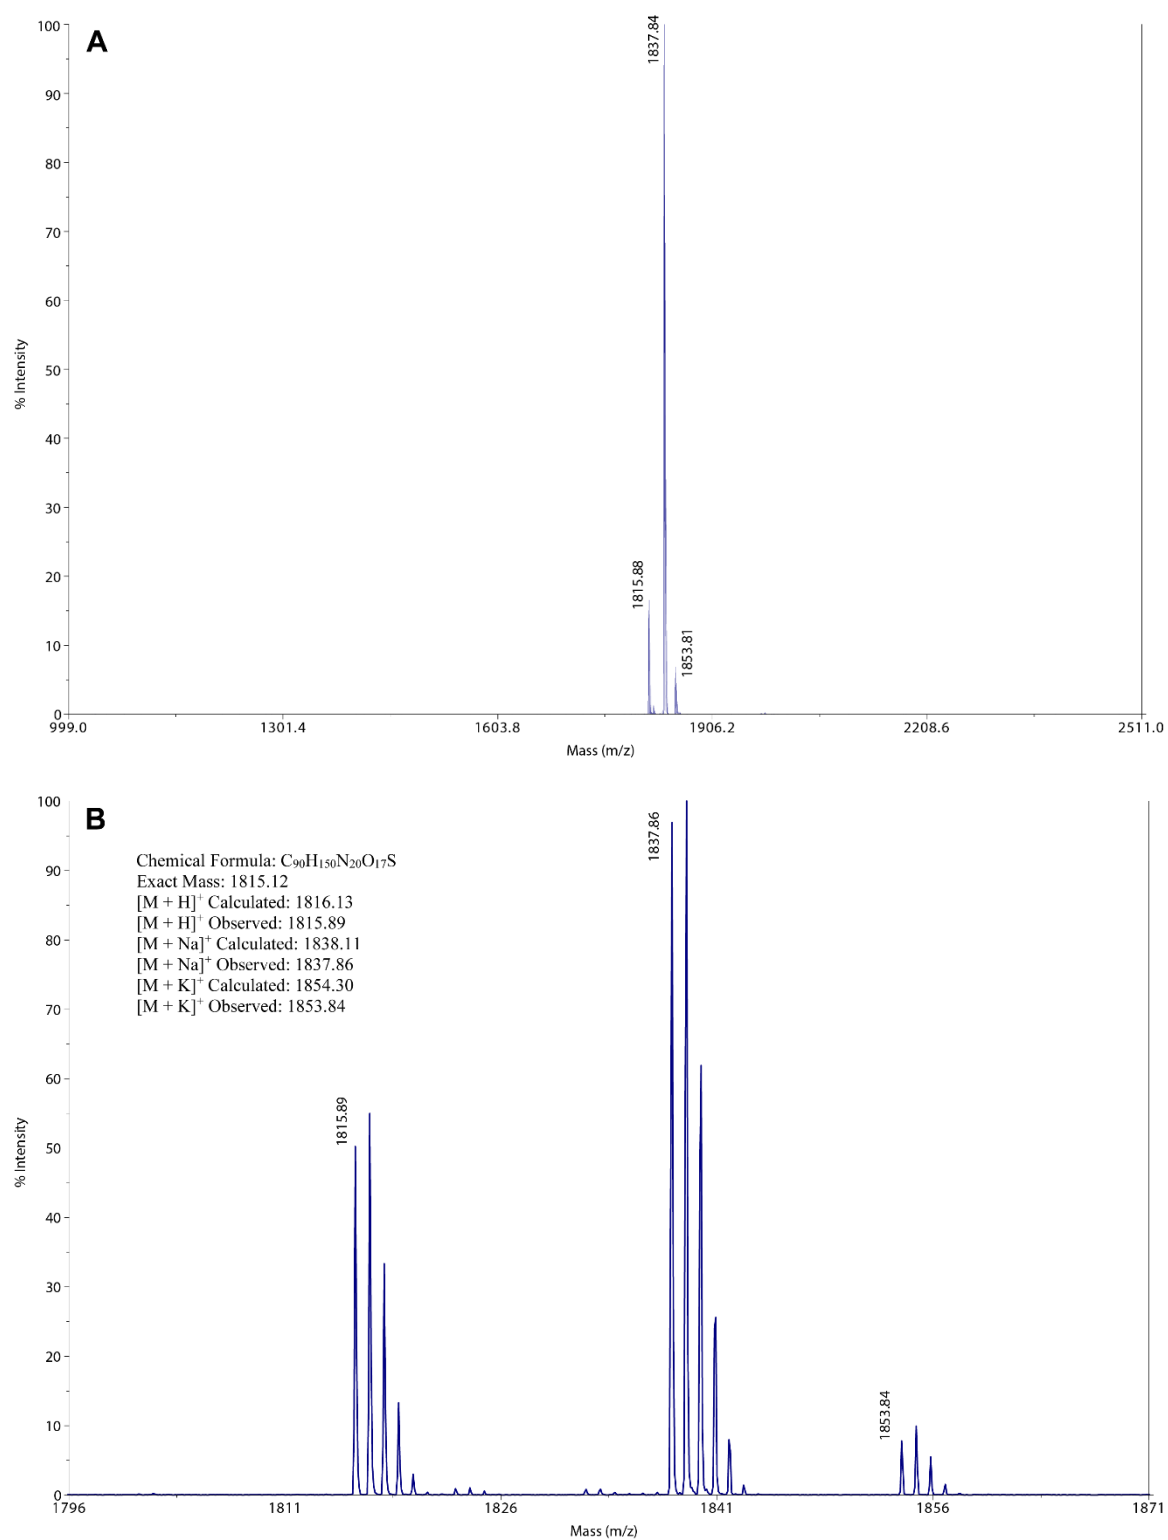 A
100
90
80
70
60
50
40
30
20
10
0
% Intensity
1837.84
1815.88
1853.81
999.0 1301.4 1603.8 1906.2 2208.6 2511.0
Mass (m/z)
B
100
90
80
70
60
50
40
30
20
10
0
% Intensity
Chemical Formula: C₉₀H₁₅₀N₂₀O₁₇S
Exact Mass: 1815.12
[M + H]⁺ Calculated: 1816.13
[M + H]⁺ Observed: 1815.89
[M + Na]⁺ Calculated: 1838.11
[M + Na]⁺ Observed: 1837.86
[M + K]⁺ Calculated: 1854.30
[M + K]⁺ Observed: 1853.84
1815.89
1837.86
1853.84
1796 1811 1826 1841 1856 1871
Mass (m/z)